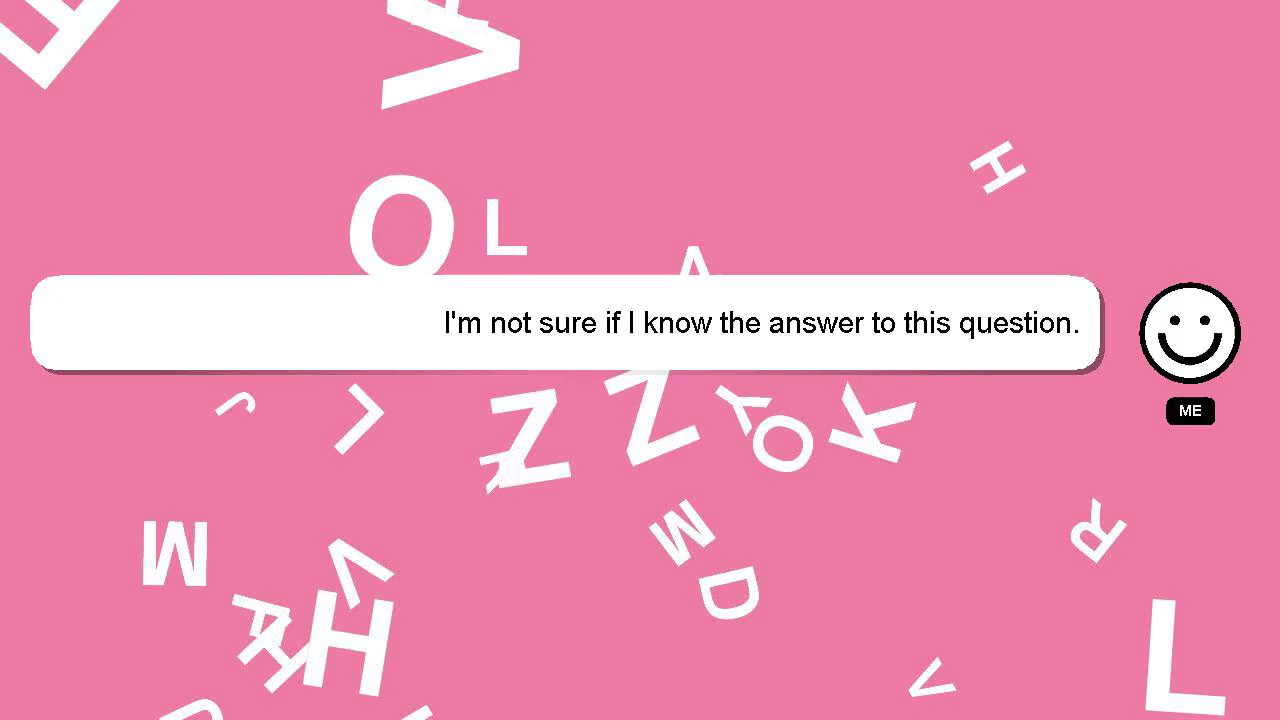 E
V
F
H
O
L
A
I'm not sure if I know the answer to this question.
ME
J
L
Z
Z
Y
O
K
M
M
V
R
D
A
H
H
L
V